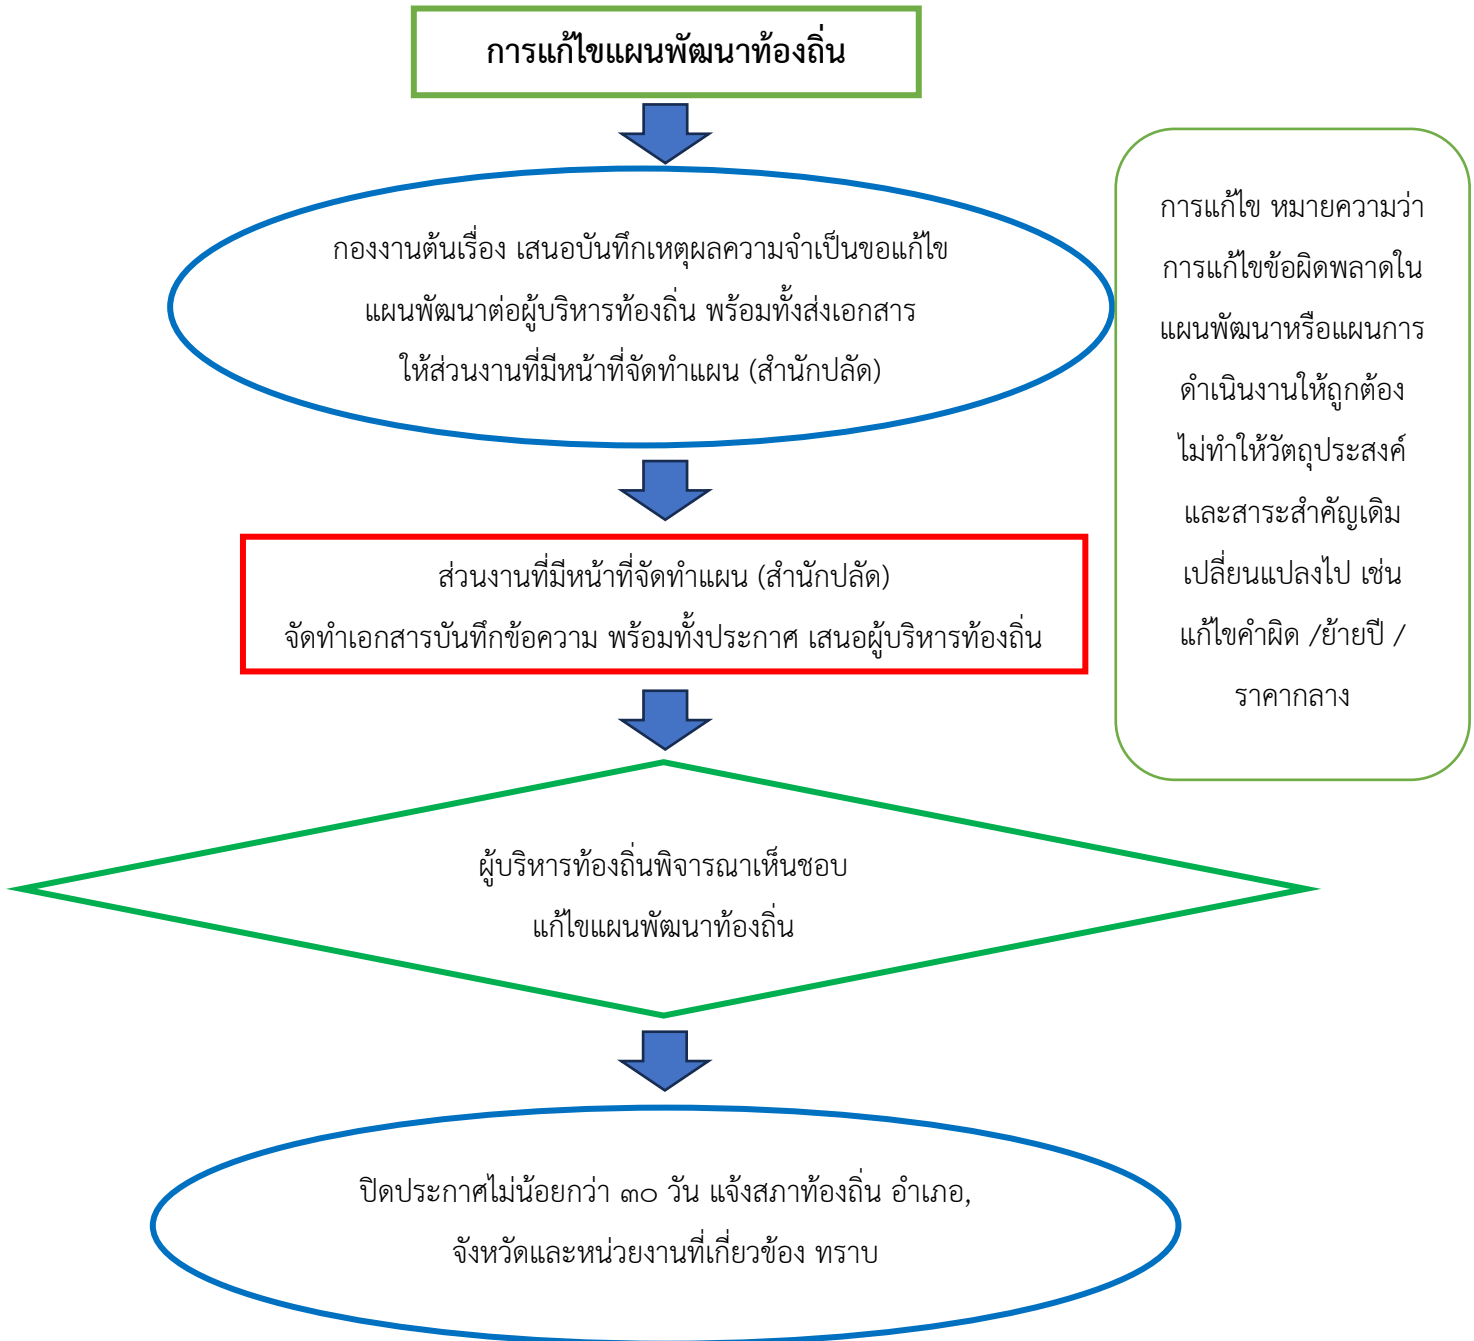 การแก้ไขแผนพัฒนาท้องถิ่น
กองงานต้นเรื่อง เสนอบันทึกเหตุผลความจำเป็นขอแก้ไข
แผนพัฒนาต่อผู้บริหารท้องถิ่น พร้อมทั้งส่งเอกสาร
ให้ส่วนงานที่มีหน้าที่จัดทำแผน (สำนักปลัด)
การแก้ไข หมายความว่า
การแก้ไขข้อผิดพลาดใน
แผนพัฒนาหรือแผนการ
ดำเนินงานให้ถูกต้อง
ไม่ทำให้วัตถุประสงค์
และสาระสำคัญเดิม
เปลี่ยนแปลงไป เช่น
แก้ไขคำผิด /ย้ายปี /
ราคากลาง
ส่วนงานที่มีหน้าที่จัดทำแผน (สำนักปลัด)
จัดทำเอกสารบันทึกข้อความ พร้อมทั้งประกาศ เสนอผู้บริหารท้องถิ่น
ผู้บริหารท้องถิ่นพิจารณาเห็นชอบ
แก้ไขแผนพัฒนาท้องถิ่น
ปิดประกาศไม่น้อยกว่า ๓๐ วัน แจ้งสภาท้องถิ่น อำเภอ,
จังหวัดและหน่วยงานที่เกี่ยวข้อง ทราบ